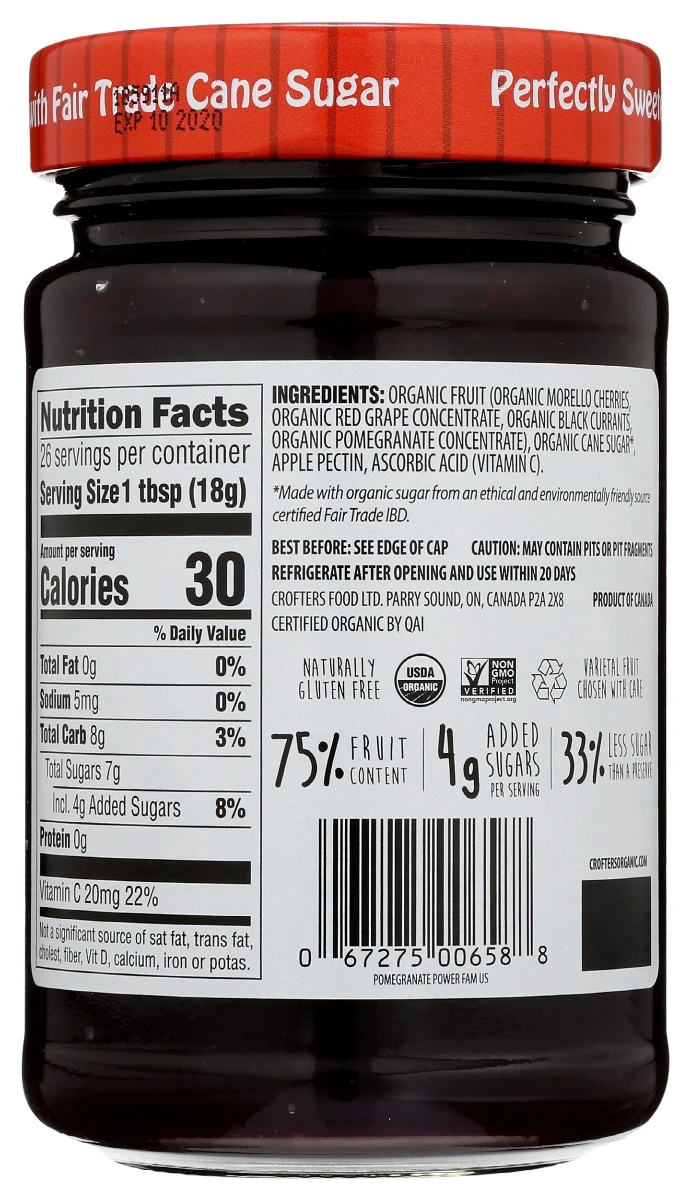 with Fair Trade Cane Sugar
Perfectly Sweet
EXP 10 2020
Nutrition Facts
26 servings per container
Serving Size 1 tbsp (18g)
Amount per serving
Calories 30
% Daily Value
Total Fat 0g 0%
Sodium 5mg 0%
Total Carb 8g 3%
Total Sugars 7g
Incl. 4g Added Sugars 8%
Protein 0g
Vitamin C 20mg 22%
Not a significant source of sat fat, trans fat,
cholest, fiber, Vit D, calcium, iron or potas.
INGREDIENTS: ORGANIC FRUIT (ORGANIC MORELLO CHERRIES,
ORGANIC RED GRAPE CONCENTRATE, ORGANIC BLACK CURRANTS,
ORGANIC POMEGRANATE CONCENTRATE), ORGANIC CANE SUGAR*,
APPLE PECTIN, ASCORBIC ACID (VITAMIN C).
*Made with organic sugar from an ethical and environmentally friendly source
certified Fair Trade IBD.
BEST BEFORE: SEE EDGE OF CAP CAUTION: MAY CONTAIN PITS OR PIT FRAGMENTS
REFRIGERATE AFTER OPENING AND USE WITHIN 20 DAYS
CROFTERS FOOD LTD. PARRY SOUND, ON, CANADA P2A 2X8 PRODUCT OF CANADA
CERTIFIED ORGANIC BY QAI
NATURALLY
GLUTEN FREE
USDA
ORGANIC
NON
GMO
Project
VERIFIED
nongmoproject.org
VARIETAL FRUIT
CHOSEN WITH CARE
75% FRUIT
CONTENT
4g ADDED
SUGARS
PER SERVING
33% LESS SUGAR
THAN A PRESERVE
CROFTERSORGANIC.COM
0 67275 00658 8
POMEGRANATE POWER FAM US